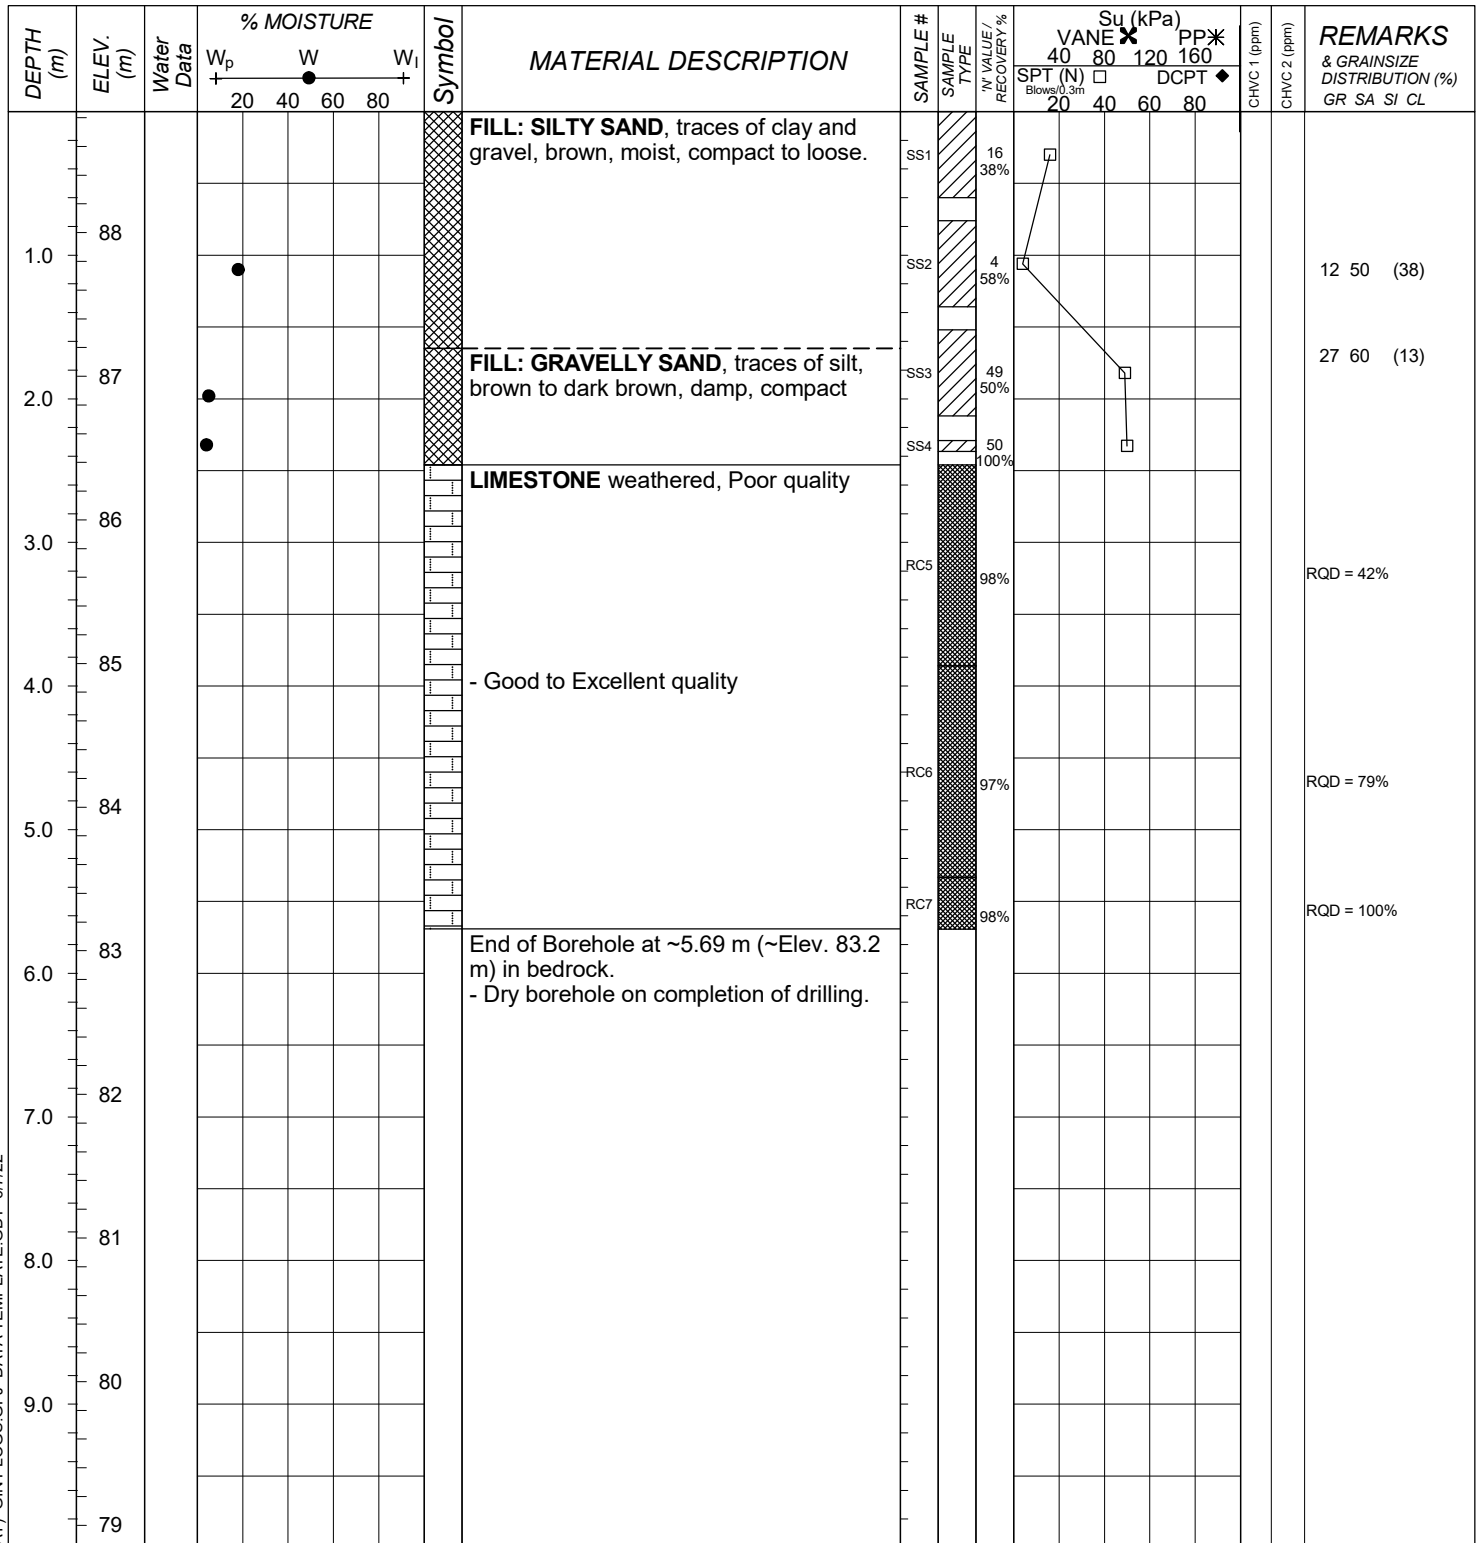 DEPTH (m)
ELEV. (m)
Water Data
% MOISTURE
Wp W Wl
20 40 60 80
Symbol
MATERIAL DESCRIPTION
SAMPLE #
SAMPLE TYPE
'N' VALUE / RECOVERY %
Su (kPa)
VANE PP
40 80 120 160
SPT (N) DCPT
Blows/0.3m
20 40 60 80
CHVC 1 (ppm)
CHVC 2 (ppm)
REMARKS
& GRAINSIZE
DISTRIBUTION (%)
GR SA SI CL
FILL: SILTY SAND, traces of clay and
gravel, brown, moist, compact to loose.
SS1 16
38%
88
1.0
SS2 4
58%
12 50 (38)
FILL: GRAVELLY SAND, traces of silt,
brown to dark brown, damp, compact
27 60 (13)
87
SS3 49
50%
2.0
SS4 50
100%
LIMESTONE weathered, Poor quality
86
3.0
RC5 98% RQD = 42%
85
4.0
- Good to Excellent quality
RC6 97% RQD = 79%
84
5.0
RC7 98% RQD = 100%
End of Borehole at ~5.69 m (~Elev. 83.2
m) in bedrock.
- Dry borehole on completion of drilling.
83
6.0
82
7.0
81
8.0
80
9.0
79